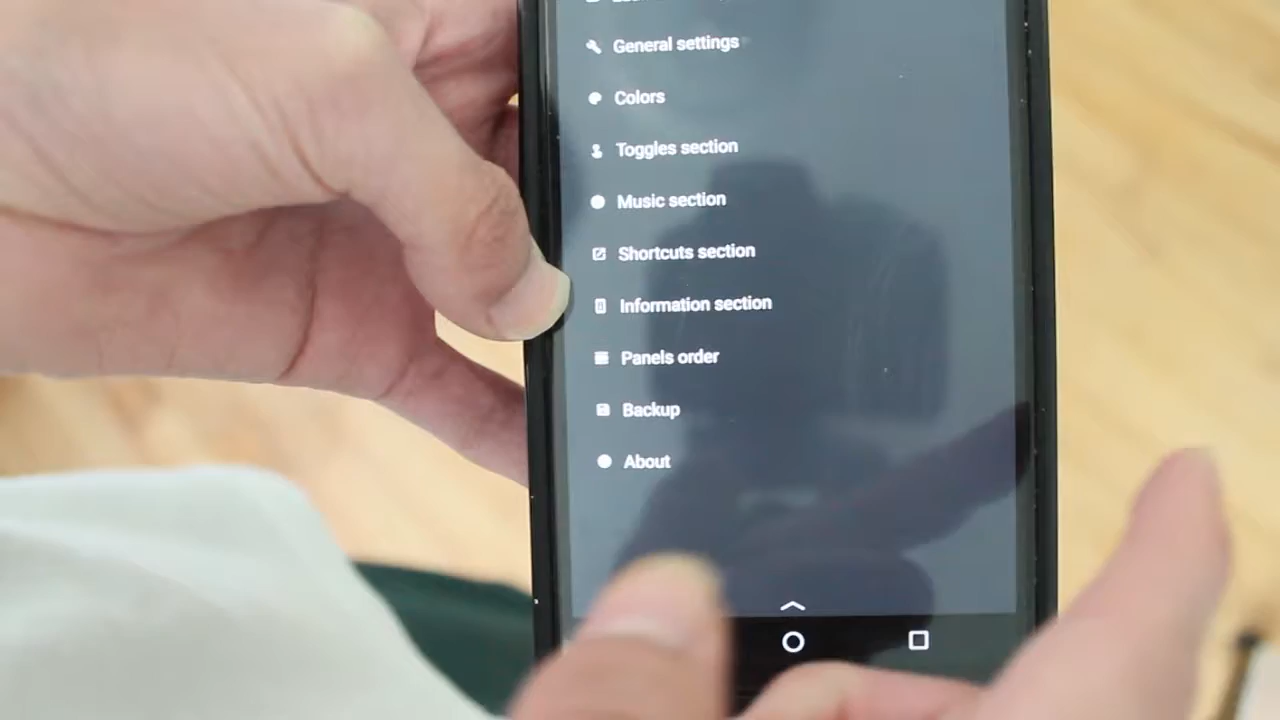 General settings
Colors
Toggles section
Music section
Shortcuts section
Information section
Panels order
Backup
About